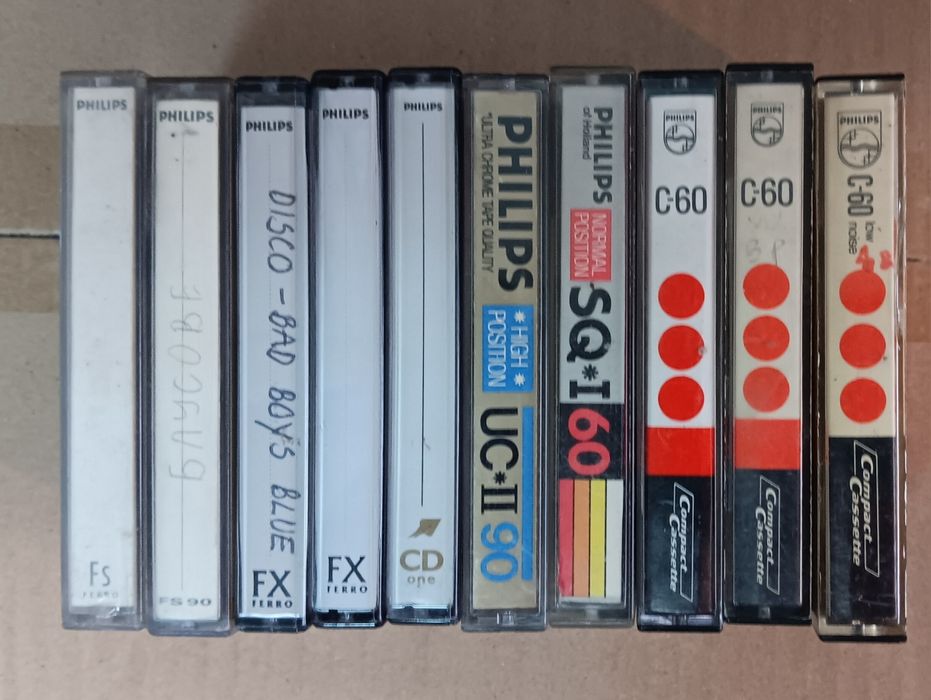 PHILIPS
FS
FERRO
PHILIPS
FS 90
PHILIPS
DISCO - BAD BOYS BLUE
FX
FERRO
PHILIPS
FX
FERRO
PHILIPS
CD
one
PHILIPS
"ULTRA CHROME TAPE QUALITY
*HIGH*
POSITION
UC*II 90
PHILIPS
of Holland
NORMAL
POSITION
SQ*I 60
PHILIPS
C-60
Compact
Cassette
PHILIPS
C-60
Compact
Cassette
PHILIPS
C-60
low
noise
Compact
Cassette